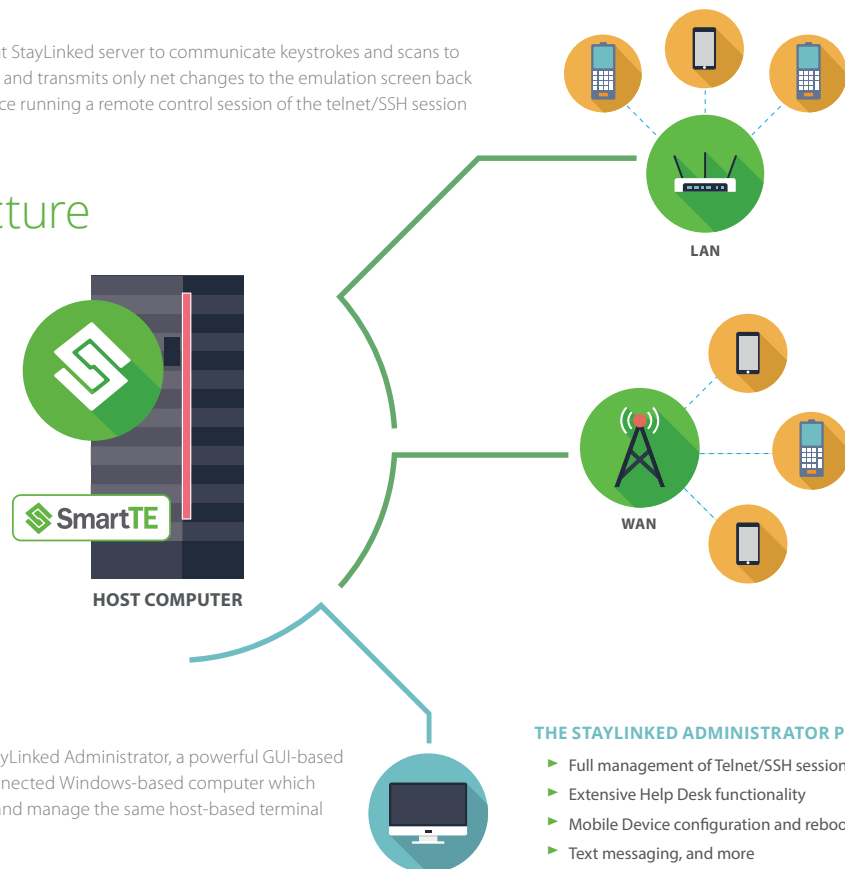 at StayLinked server to communicate keystrokes and scans to
and transmits only net changes to the emulation screen back
ce running a remote control session of the telnet/SSH session
cture
LAN
SmartTE
HOST COMPUTER
WAN
yLinked Administrator, a powerful GUI-based
nected Windows-based computer which
and manage the same host-based terminal
THE STAYLINKED ADMINISTRATOR P
Full management of Telnet/SSH session
Extensive Help Desk functionality
Mobile Device configuration and reboo
Text messaging, and more